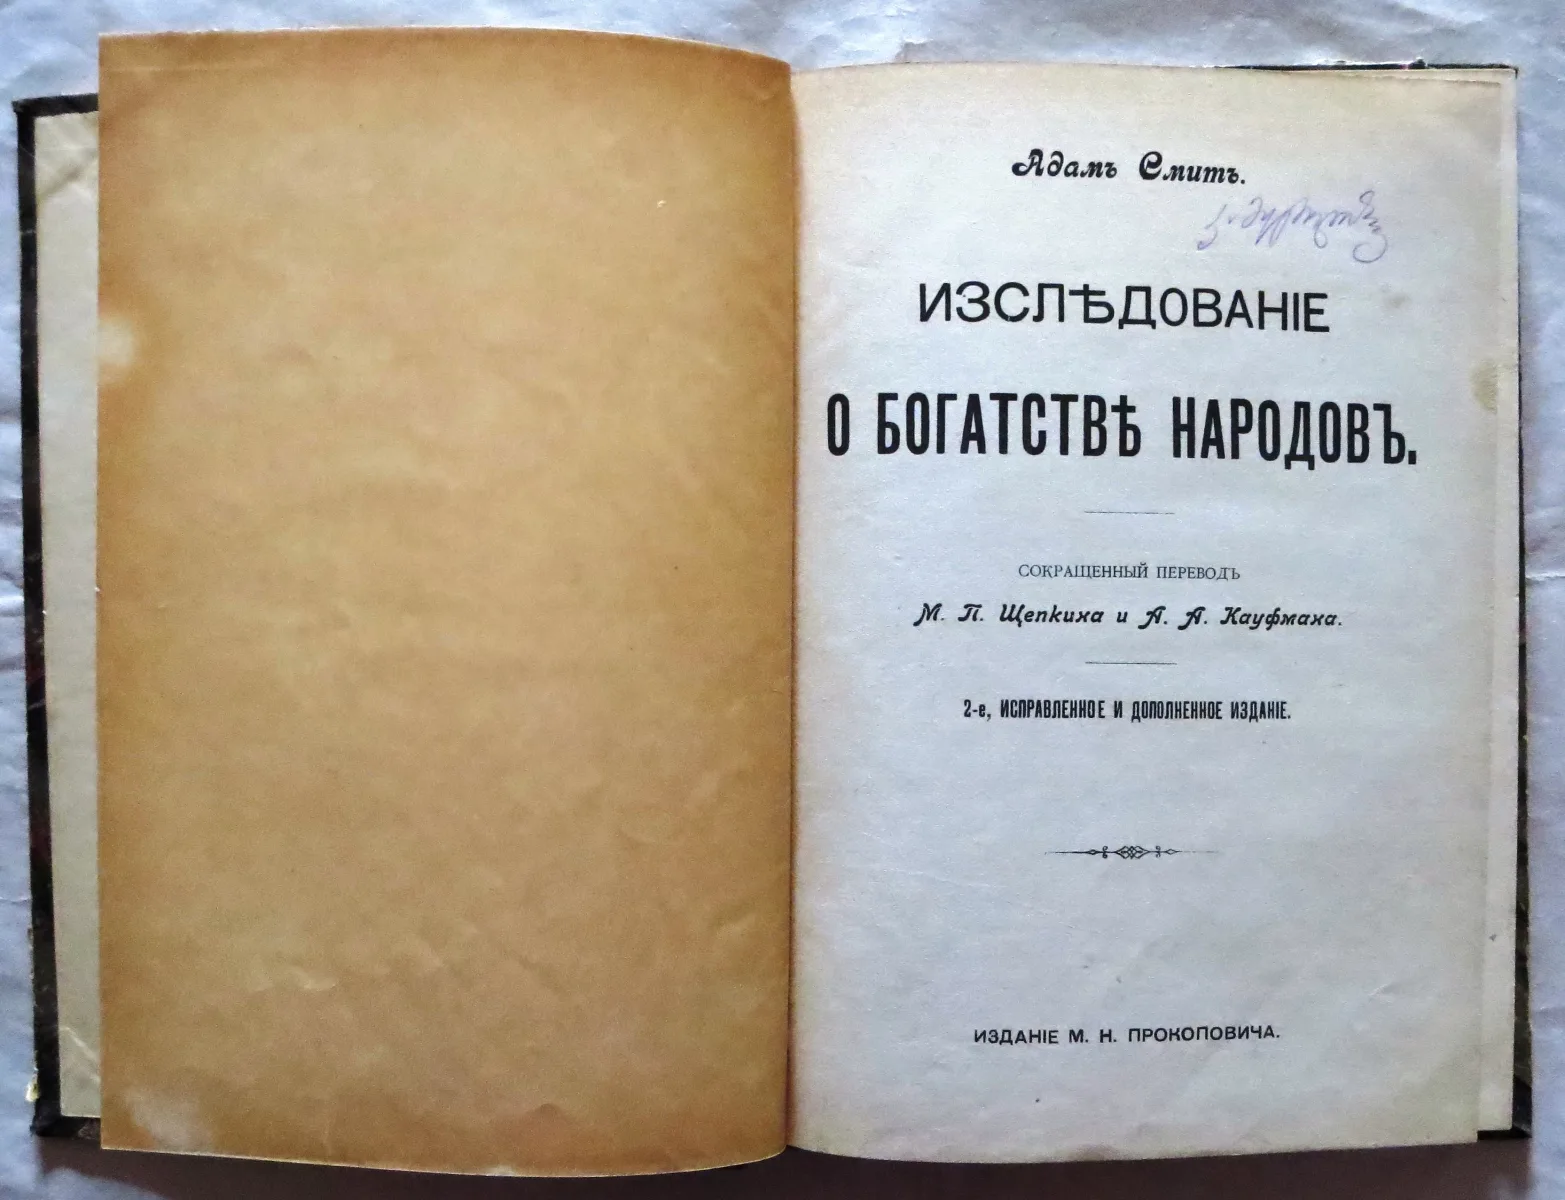 Адамъ Смитъ.
ИЗСЛѢДОВАНІЕ
О БОГАТСТВѢ НАРОДОВЪ.
СОКРАЩЕННЫЙ ПЕРЕВОДЪ
М. П. Щепкина и А. А. Кауфмана.
2-е, ИСПРАВЛЕННОЕ И ДОПОЛНЕННОЕ ИЗДАНІЕ.
ИЗДАНІЕ М. Н. ПРОКОПОВИЧА.